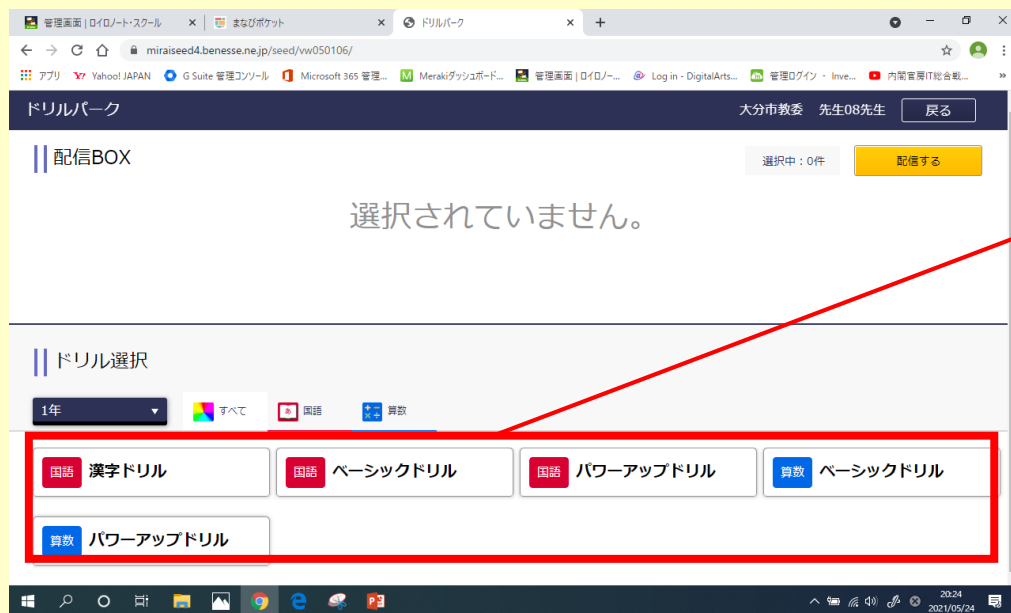 管理画面 | ロイロノート・スクール
まなびポケット
ドリルパーク
miraiseed4.benesse.ne.jp/seed/vw050106/
アプリ Yahoo! JAPAN G Suite 管理コンソール Microsoft 365 管理... Merakiダッシュボード... 管理画面 | ロイロノー... Log in - DigitalArts... 管理ログイン - Inve... 内閣官房IT総合戦... »
ドリルパーク 大分市教委 先生08先生 戻る
配信BOX 選択中：0件 配信する
選択されていません。
ドリル選択
1年 すべて あ 国語 算数
国語 漢字ドリル 国語 ベーシックドリル 国語 パワーアップドリル 算数 ベーシックドリル
算数 パワーアップドリル
20:24
2021/05/24